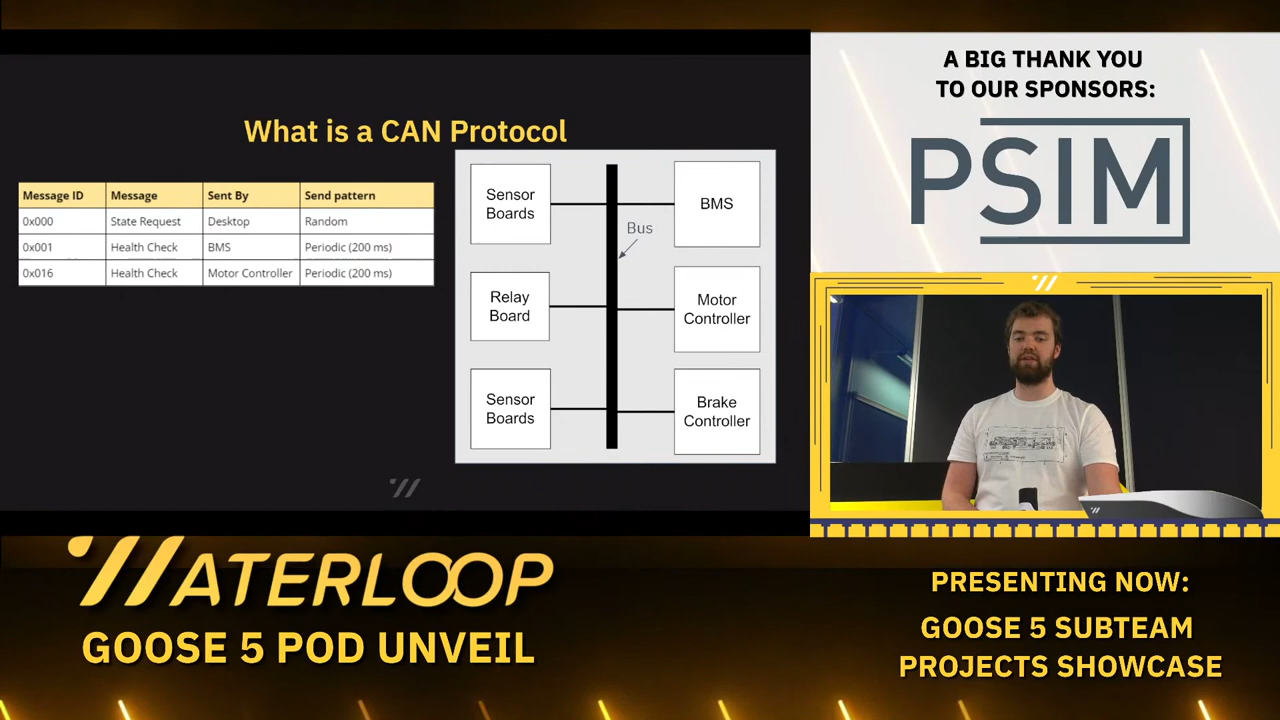 What is a CAN Protocol
Message ID Message Sent By Send pattern
0x000 State Request Desktop Random
0x001 Health Check BMS Periodic (200 ms)
0x016 Health Check Motor Controller Periodic (200 ms)
Sensor
Boards
BMS
Bus
Relay
Board
Motor
Controller
Sensor
Boards
Brake
Controller
A BIG THANK YOU
TO OUR SPONSORS:
PSIM
WATERLOOP
GOOSE 5 POD UNVEIL
PRESENTING NOW:
GOOSE 5 SUBTEAM
PROJECTS SHOWCASE